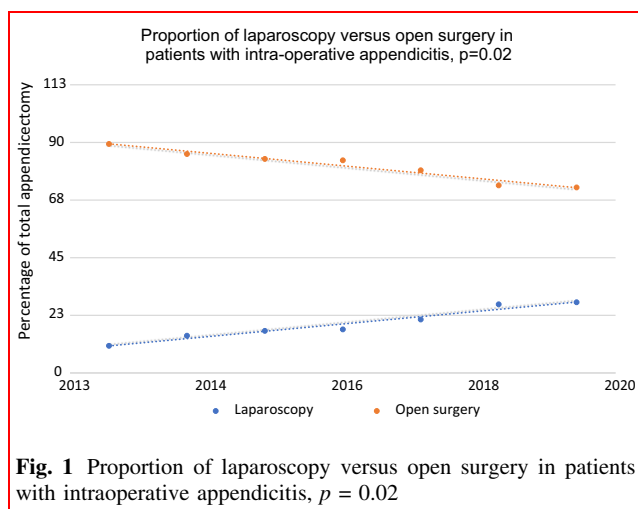 Proportion of laparoscopy versus open surgery in
patients with intra-operative appendicitis, p=0.02
Percentage of total appendicectomy
113
90
68
45
23
0
2013 2014 2016 2017 2018 2020
Laparoscopy Open surgery
Fig. 1 Proportion of laparoscopy versus open surgery in patients
with intraoperative appendicitis, p = 0.02